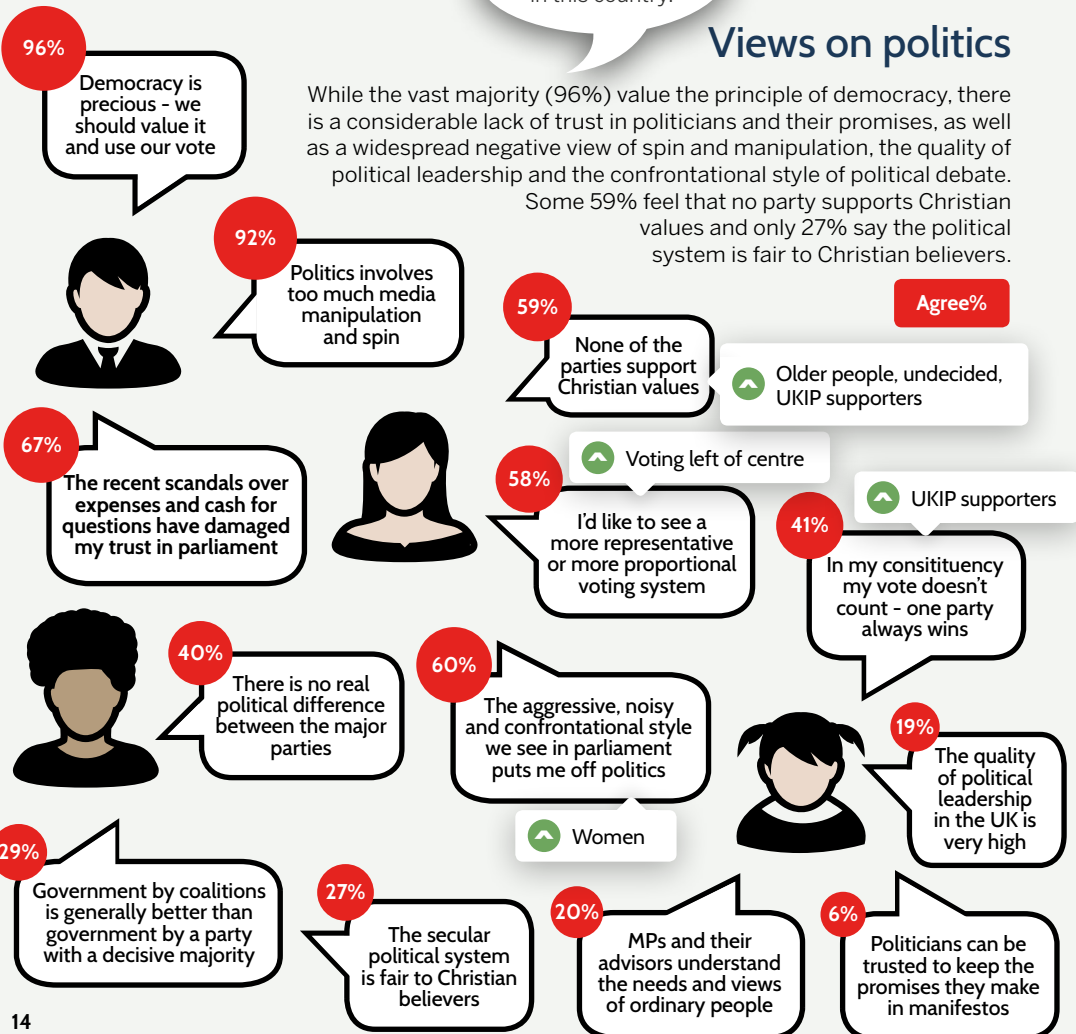 in this country.
Views on politics
While the vast majority (96%) value the principle of democracy, there
is a considerable lack of trust in politicians and their promises, as well
as a widespread negative view of spin and manipulation, the quality of
political leadership and the confrontational style of political debate.
Some 59% feel that no party supports Christian
values and only 27% say the political
system is fair to Christian believers.
Agree%
96%
Democracy is
precious - we
should value it
and use our vote
92%
Politics involves
too much media
manipulation
and spin
59%
None of the
parties support
Christian values
Older people, undecided,
UKIP supporters
67%
The recent scandals over
expenses and cash for
questions have damaged
my trust in parliament
58%
Voting left of centre
I'd like to see a
more representative
or more proportional
voting system
41%
UKIP supporters
In my consitituency
my vote doesn't
count - one party
always wins
40%
There is no real
political difference
between the major
parties
60%
The aggressive, noisy
and confrontational style
we see in parliament
puts me off politics
Women
19%
The quality
of political
leadership
in the UK is
very high
29%
Government by coalitions
is generally better than
government by a party
with a decisive majority
27%
The secular
political system
is fair to Christian
believers
20%
MPs and their
advisors understand
the needs and views
of ordinary people
6%
Politicians can be
trusted to keep the
promises they make
in manifestos
14